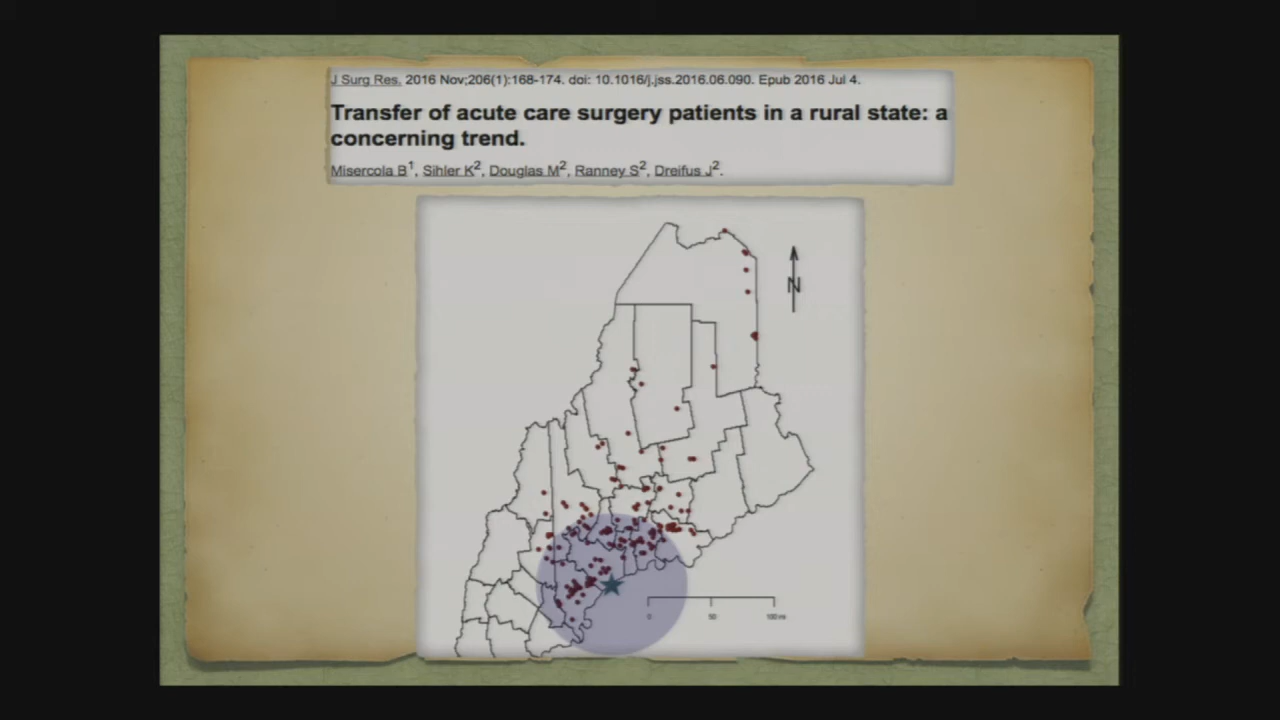 J Surg Res. 2016 Nov;206(1):168-174. doi: 10.1016/j.jss.2016.06.090. Epub 2016 Jul 4.
Transfer of acute care surgery patients in a rural state: a
concerning trend.
Misercola B1, Sihler K2, Douglas M2, Ranney S2, Dreifus J2.
N
0 50 100 mi